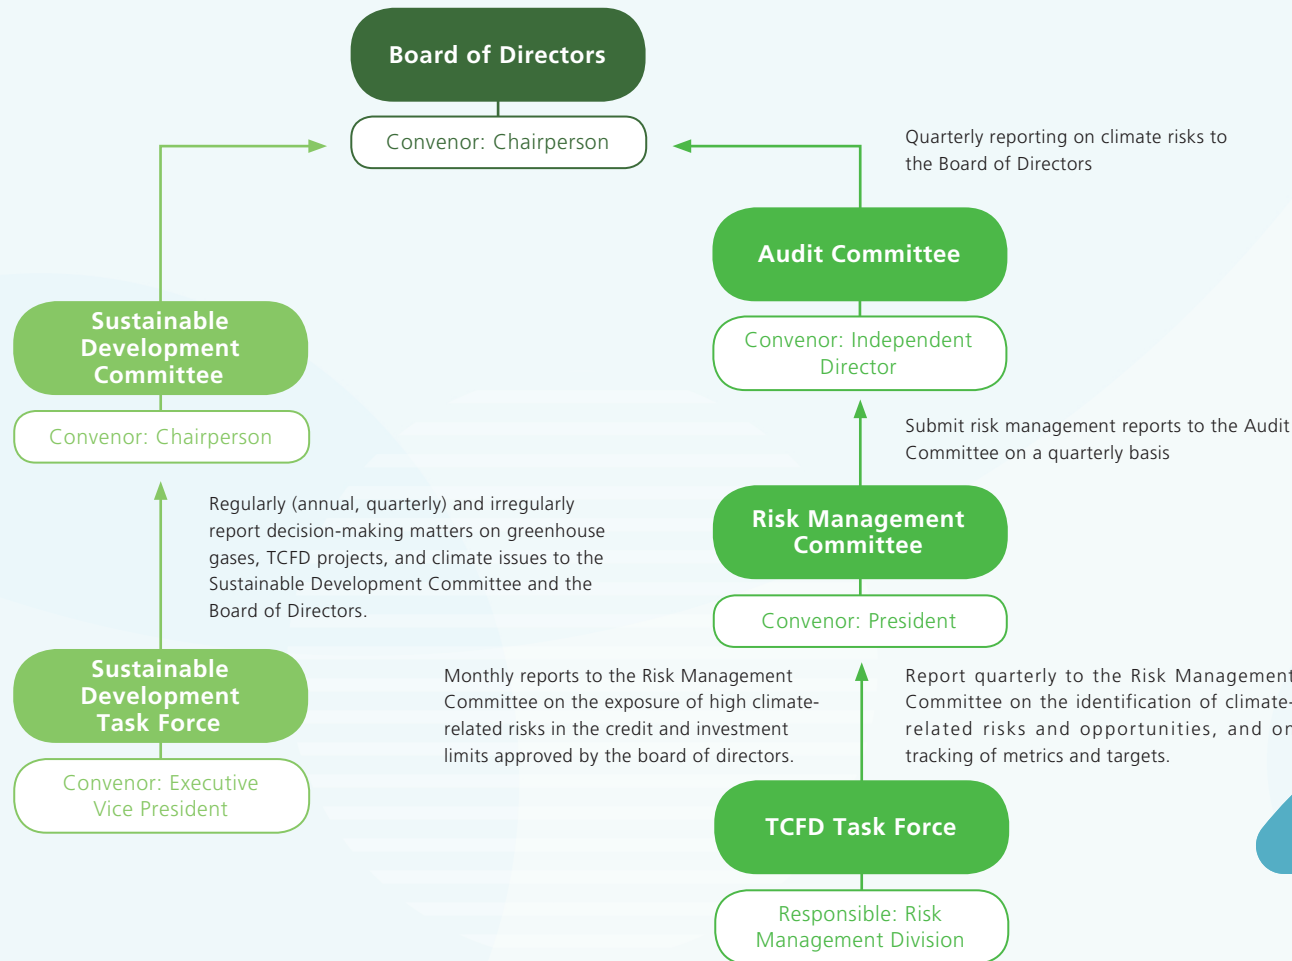 Board of Directors
Convenor: Chairperson
Quarterly reporting on climate risks to
the Board of Directors
Audit Committee
Convenor: Independent
Director
Sustainable
Development
Committee
Convenor: Chairperson
Submit risk management reports to the Audit
Committee on a quarterly basis
Regularly (annual, quarterly) and irregularly
report decision-making matters on greenhouse
gases, TCFD projects, and climate issues to the
Sustainable Development Committee and the
Board of Directors.
Risk Management
Committee
Convenor: President
Sustainable
Development
Task Force
Convenor: Executive
Vice President
Monthly reports to the Risk Management
Committee on the exposure of high climate-
related risks in the credit and investment
limits approved by the board of directors.
Report quarterly to the Risk Management
Committee on the identification of climate-
related risks and opportunities, and on
tracking of metrics and targets.
TCFD Task Force
Responsible: Risk
Management Division